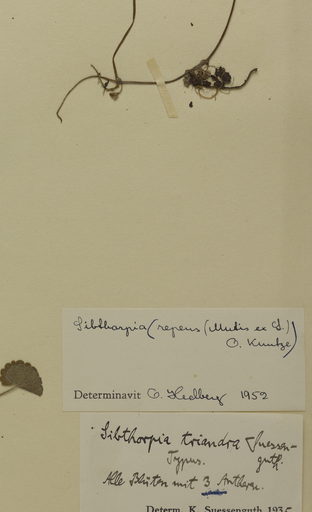 Sibthorpia (repens (Mutis ex L.)
O. Kuntze)
Determinavit O. Hedberg 1952
Sibthorpia triandra Suessen-
guth.
Typus.
Alle Blüten mit 3 Antheren.
Determ. K. Suessenguth 193